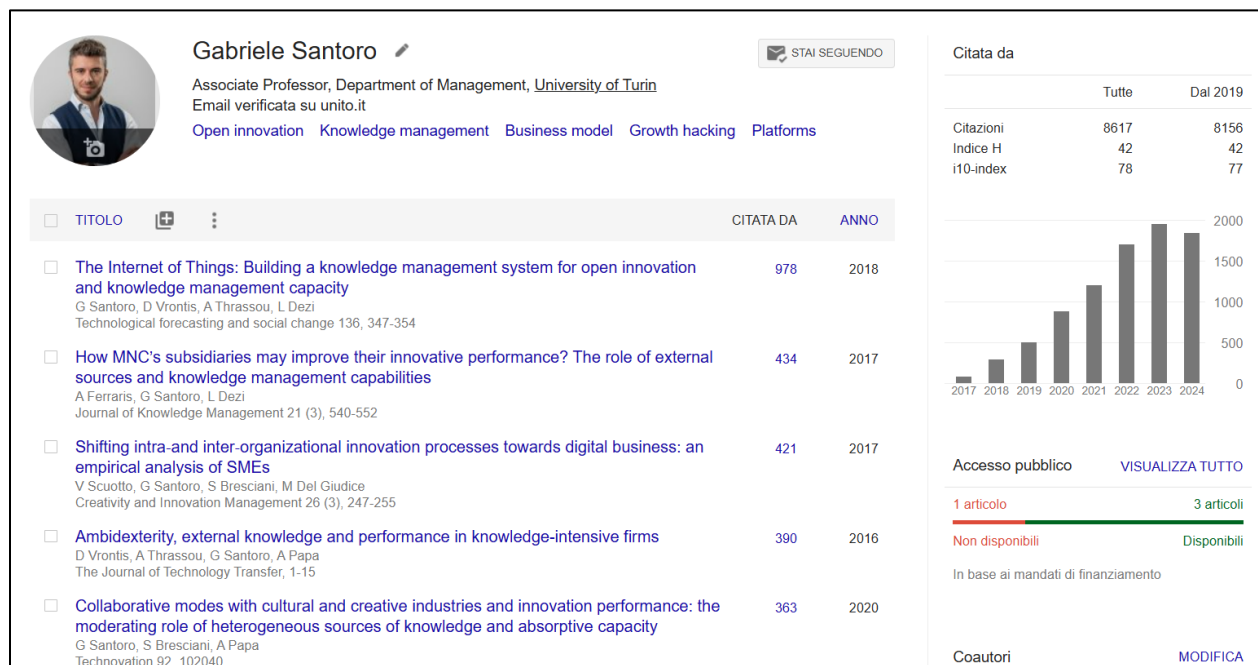 Gabriele Santoro
STAI SEGUENDO
Associate Professor, Department of Management, University of Turin
Email verificata su unito.it
Open innovation Knowledge management Business model Growth hacking Platforms
TITOLO CITATA DA ANNO
The Internet of Things: Building a knowledge management system for open innovation 978 2018
and knowledge management capacity
G Santoro, D Vrontis, A Thrassou, L Dezi
Technological forecasting and social change 136, 347-354
How MNC's subsidiaries may improve their innovative performance? The role of external 434 2017
sources and knowledge management capabilities
A Ferraris, G Santoro, L Dezi
Journal of Knowledge Management 21 (3), 540-552
Shifting intra-and inter-organizational innovation processes towards digital business: an 421 2017
empirical analysis of SMEs
V Scuotto, G Santoro, S Bresciani, M Del Giudice
Creativity and Innovation Management 26 (3), 247-255
Ambidexterity, external knowledge and performance in knowledge-intensive firms 390 2016
D Vrontis, A Thrassou, G Santoro, A Papa
The Journal of Technology Transfer, 1-15
Collaborative modes with cultural and creative industries and innovation performance: the 363 2020
moderating role of heterogeneous sources of knowledge and absorptive capacity
G Santoro, S Bresciani, A Papa
Technovation 92, 102040
Citata da
Tutte Dal 2019
Citazioni 8617 8156
Indice H 42 42
i10-index 78 77
2000
1500
1000
500
0
2017 2018 2019 2020 2021 2022 2023 2024
Accesso pubblico VISUALIZZA TUTTO
1 articolo 3 articoli
Non disponibili Disponibili
In base ai mandati di finanziamento
Coautori MODIFICA